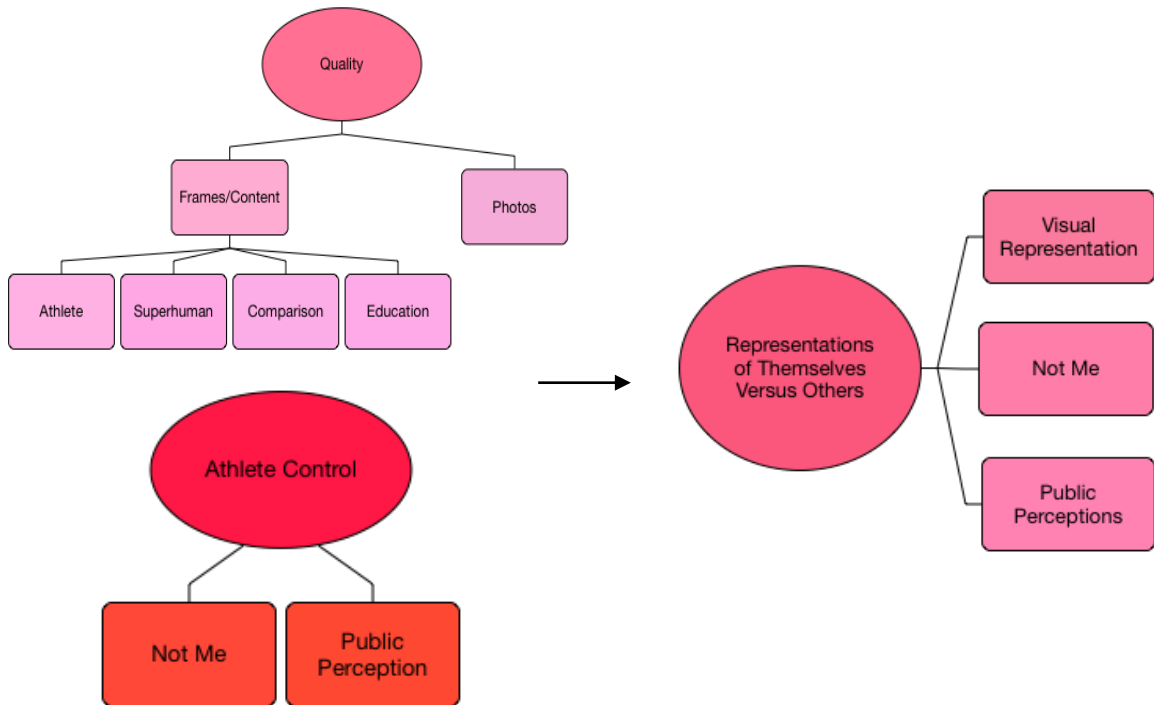 Quality
Frames/Content
Photos
Athlete
Superhuman
Comparison
Education
Athlete Control
Not Me
Public
Perception
Representations
of Themselves
Versus Others
Visual
Representation
Not Me
Public
Perceptions